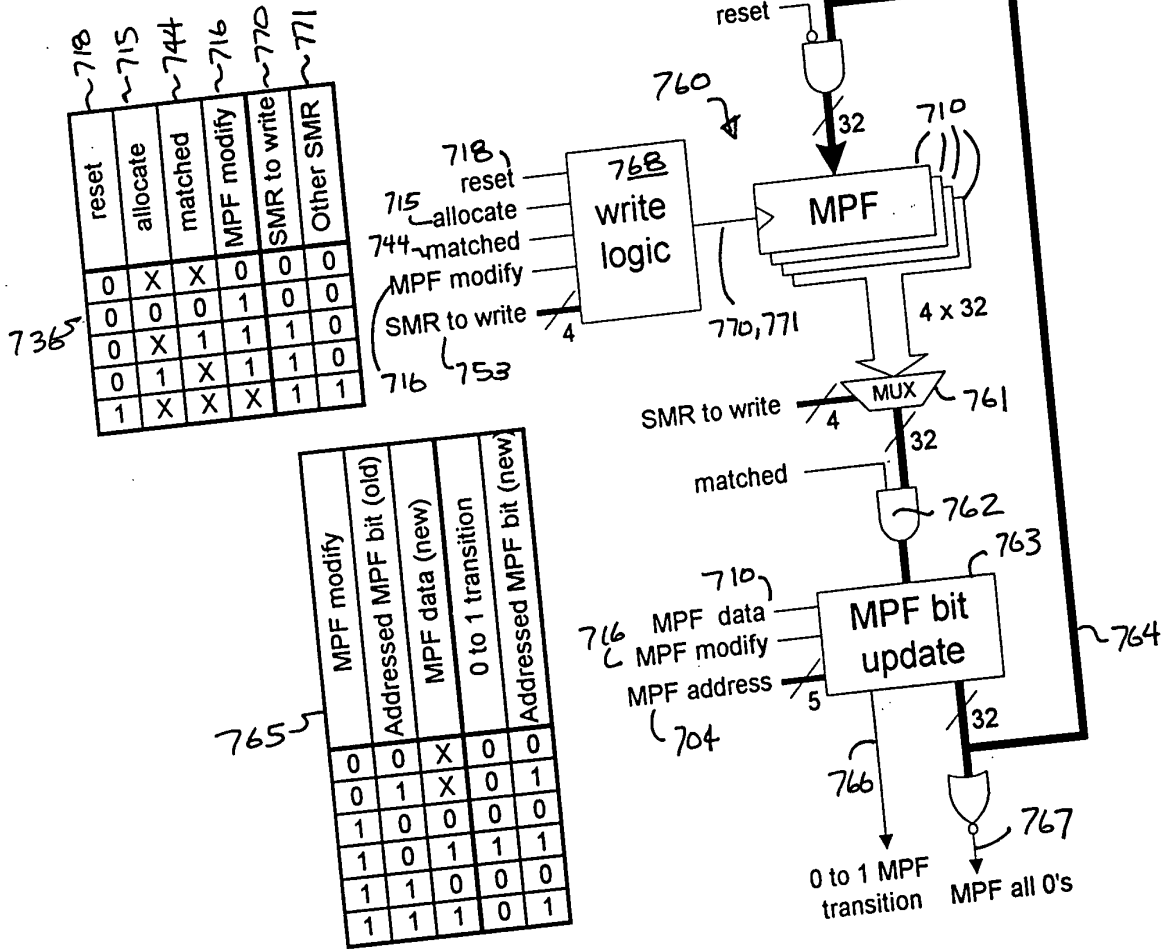 718 715 744 716 770 771
reset allocate matched MPF modify SMR to write Other SMR
0 X X 0 0 0
0 0 0 1 0 0
0 X 1 1 1 0
0 1 X 1 1 0
1 X X X 1 1
736
reset
760
32
710
718
reset
715
allocate
744 matched
MPF modify
716
SMR to write
4
753
768
write
logic
MPF
770,771
4 x 32
SMR to write
4
MUX
761
32
matched
762
763
710
MPF data
716 MPF modify
MPF address
5
704
MPF bit
update
764
32
766
767
0 to 1 MPF
transition
MPF all 0's
765
MPF modify
Addressed MPF bit (old)
MPF data (new)
0 to 1 transition
Addressed MPF bit (new)
0 0 X 0 0
0 1 X 0 1
1 0 0 0 0
1 0 1 1 1
1 1 0 0 0
1 1 1 0 1